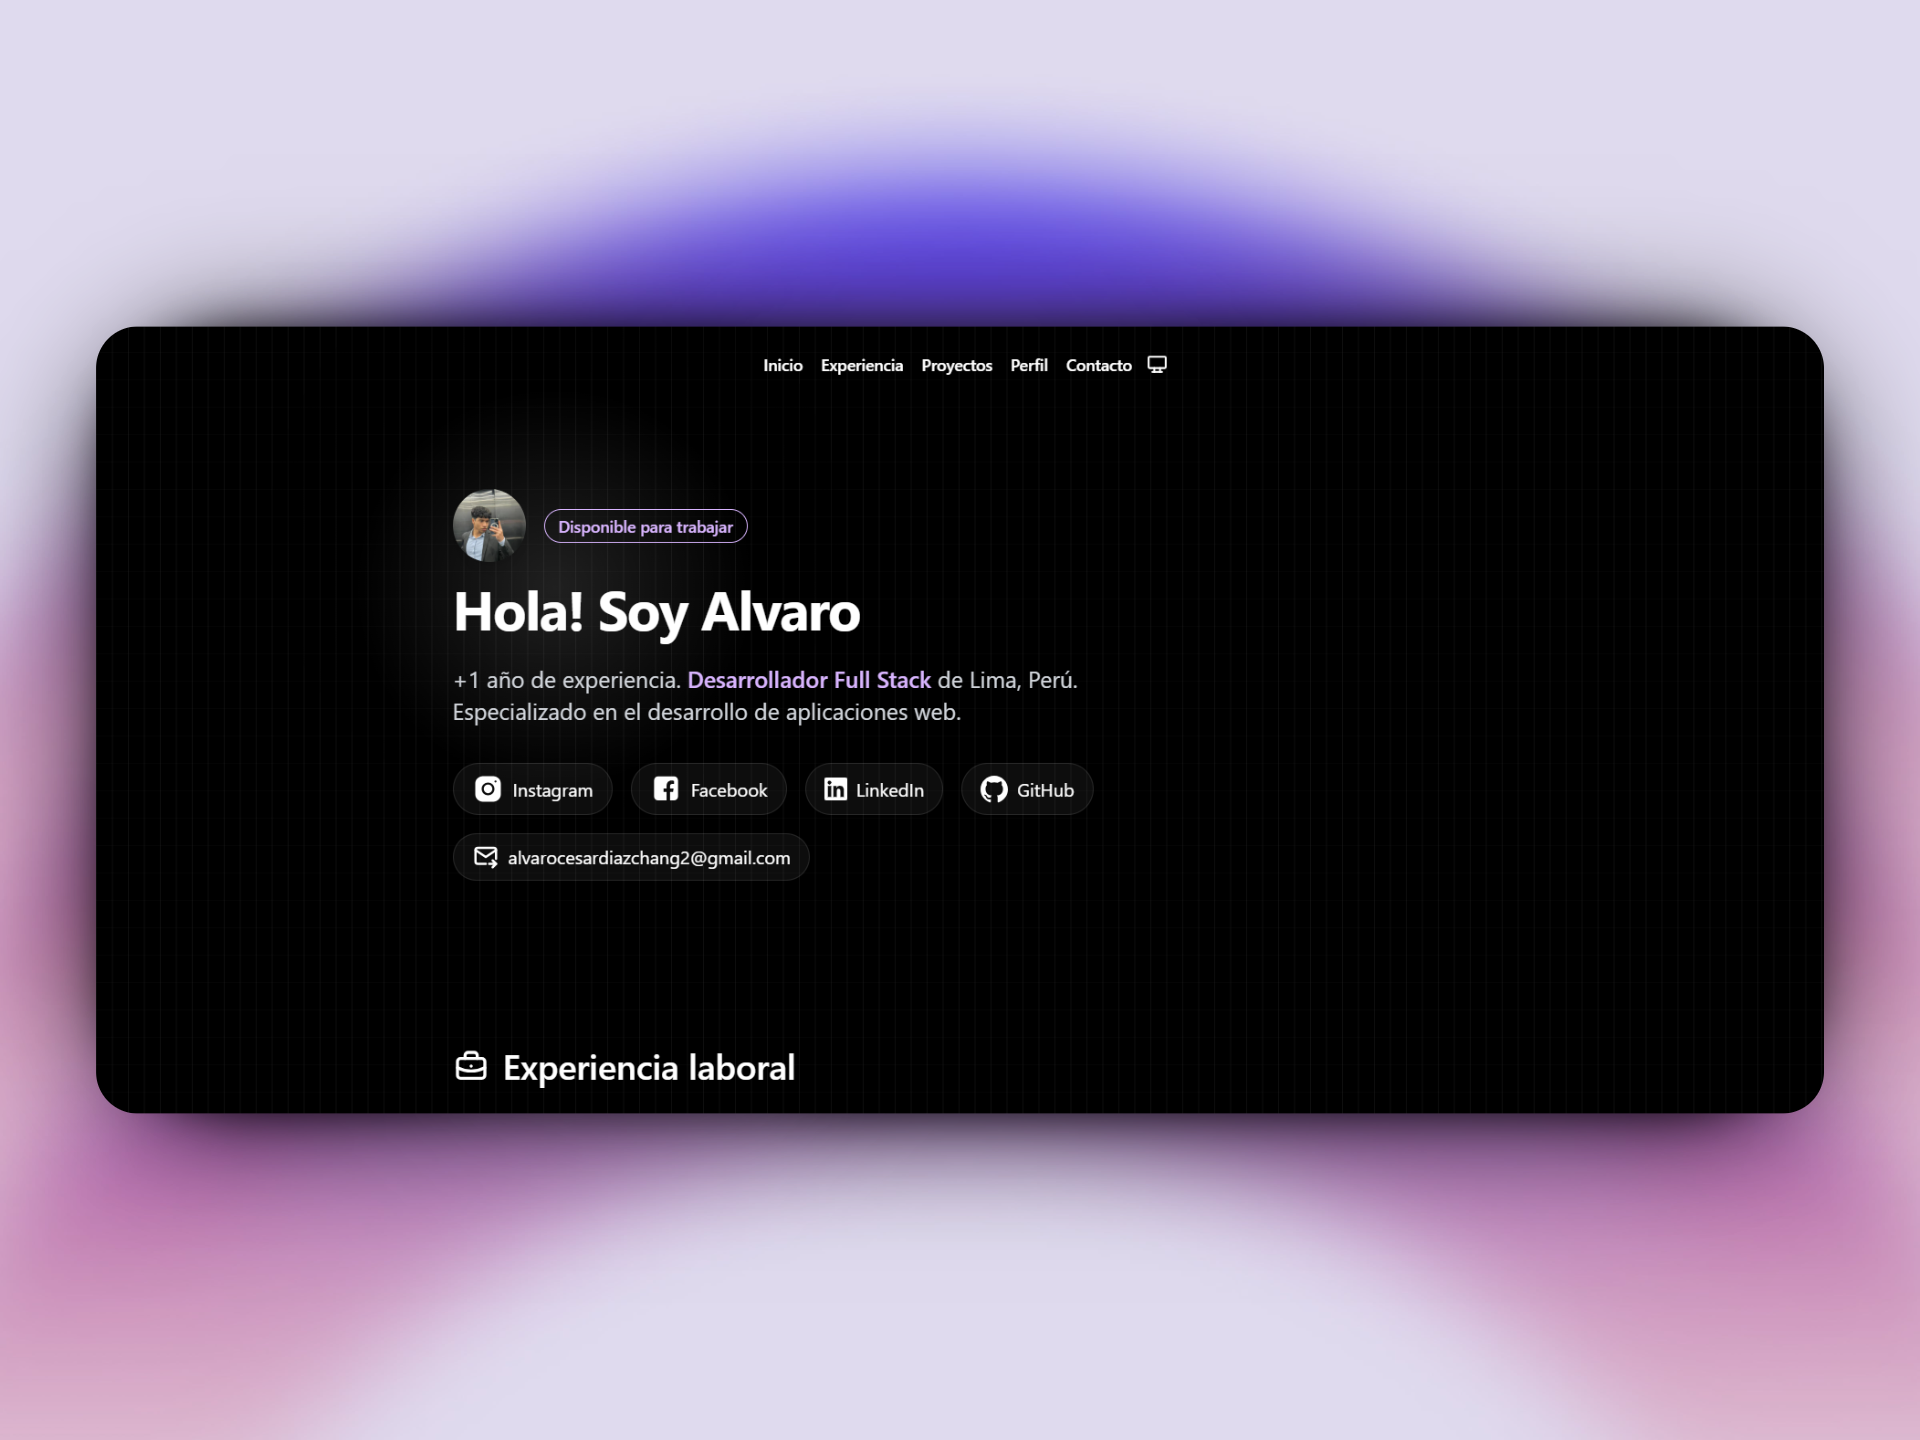 Inicio Experiencia Proyectos Perfil Contacto
Disponible para trabajar
Hola! Soy Alvaro
+1 año de experiencia. Desarrollador Full Stack de Lima, Perú.
Especializado en el desarrollo de aplicaciones web.
Instagram Facebook LinkedIn GitHub
alvarocesardiazchang2@gmail.com
Experiencia laboral